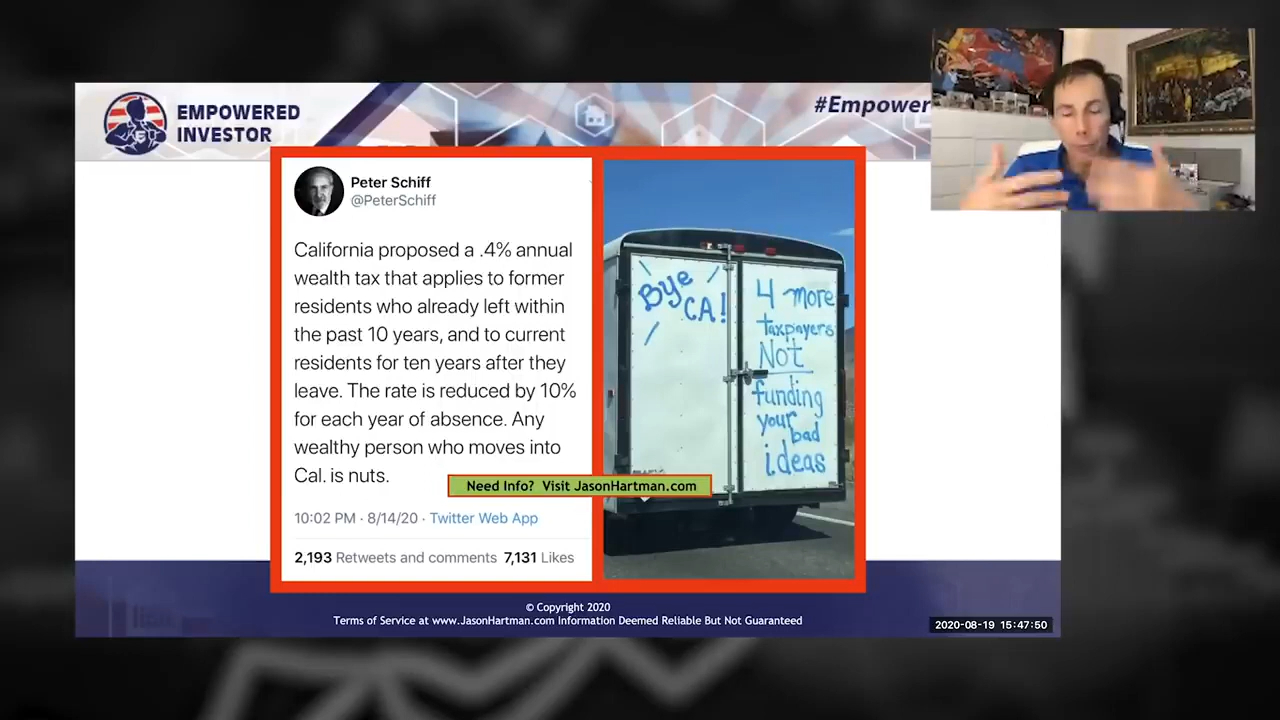 EMPOWERED
INVESTOR
#Empower
Peter Schiff
@PeterSchiff
California proposed a .4% annual
wealth tax that applies to former
residents who already left within
the past 10 years, and to current
residents for ten years after they
leave. The rate is reduced by 10%
for each year of absence. Any
wealthy person who moves into
Cal. is nuts.
10:02 PM · 8/14/20 · Twitter Web App
2,193 Retweets and comments 7,131 Likes
Bye
CA!
4 more
taxpayers
Not
funding
your
bad
ideas
Need Info? Visit JasonHartman.com
© Copyright 2020
Terms of Service at www.JasonHartman.com Information Deemed Reliable But Not Guaranteed
2020-08-19 15:47:50